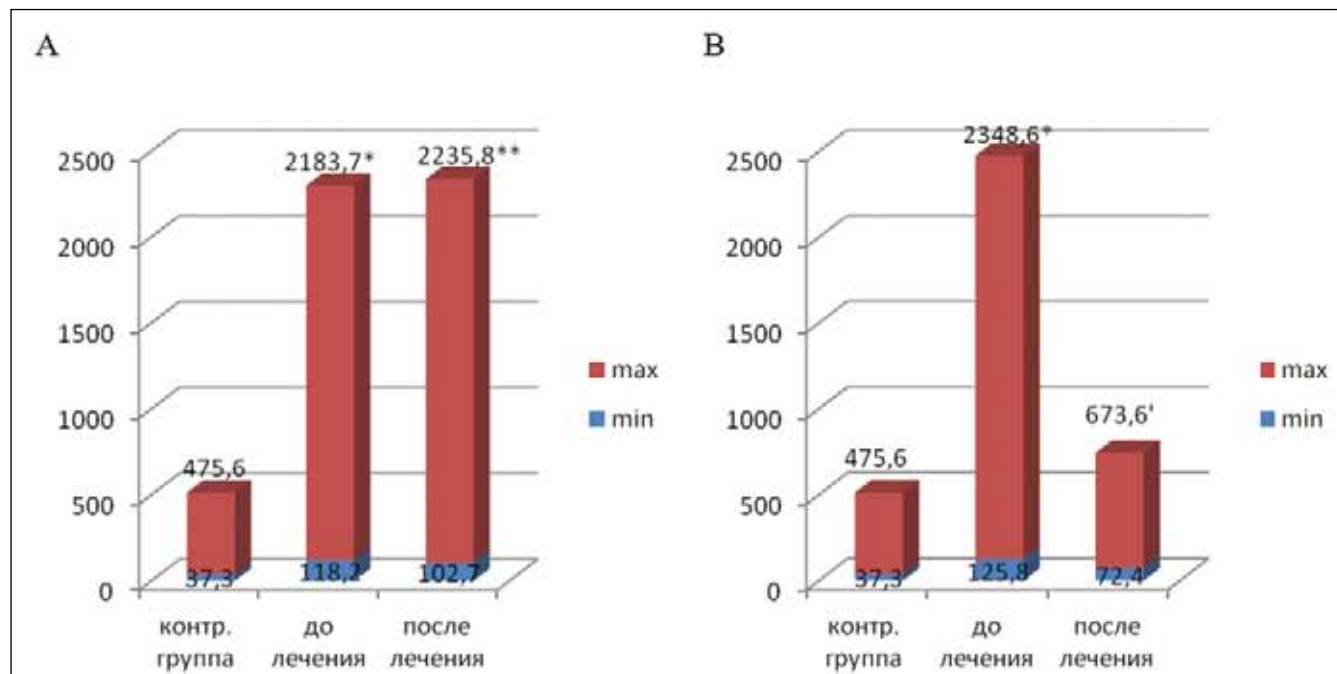 A
2500
2000
1500
1000
500
0
2183,7*
2235,8**
475,6
37,3
118,2
102,7
max
min
контр. группа
до лечения
после лечения
B
2500
2000
1500
1000
500
0
2348,6*
673,6'
475,6
37,3
125,8
72,4
max
min
контр. группа
до лечения
после лечения